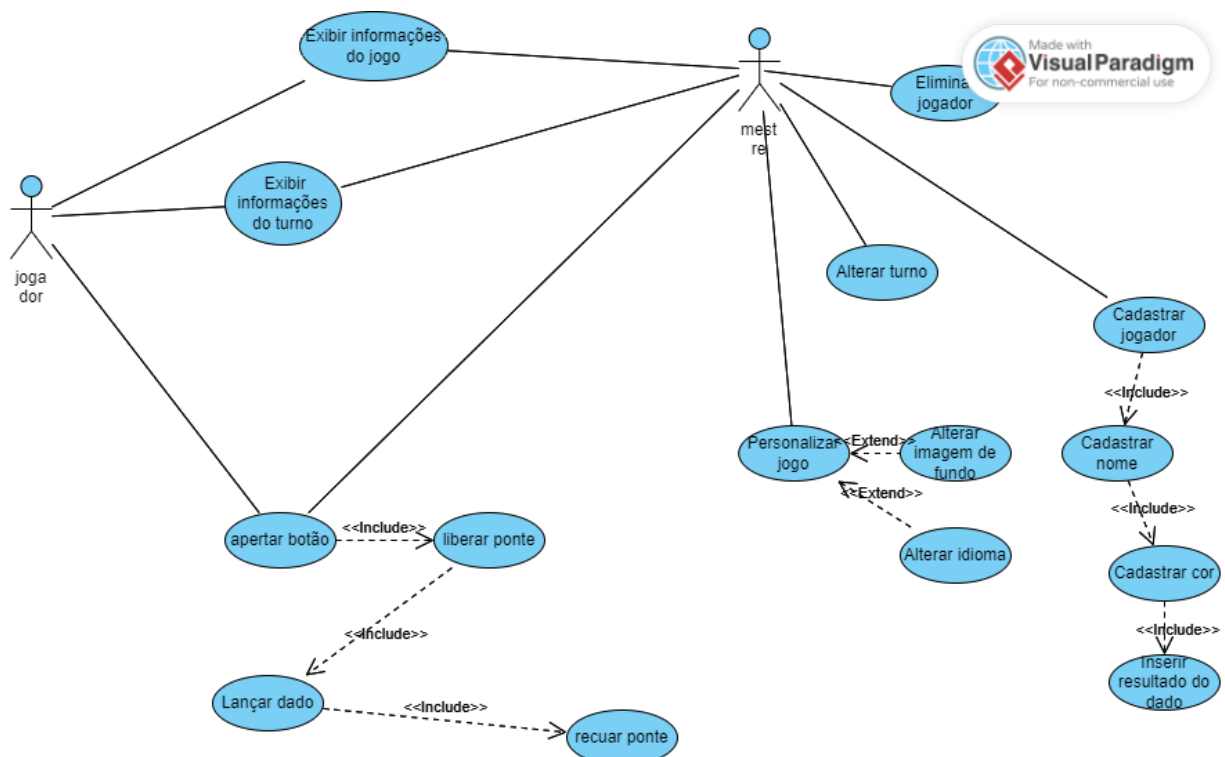 Exibir informações
do jogo
Made with
VisualParadigm
For non-commercial use
Elimina
jogador
mest
re
Exibir
informações
do turno
joga
dor
Alterar turno
Cadastrar
jogador
<<Include>>
Personalizar
jogo
<<Extend>>
Alterar
imagem de
fundo
Cadastrar
nome
<<Extend>>
<<Include>>
apertar botão
<<Include>>
liberar ponte
Alterar idioma
Cadastrar cor
<<Include>>
<<Include>>
Inserir
resultado do
dado
Lançar dado
<<Include>>
recuar ponte